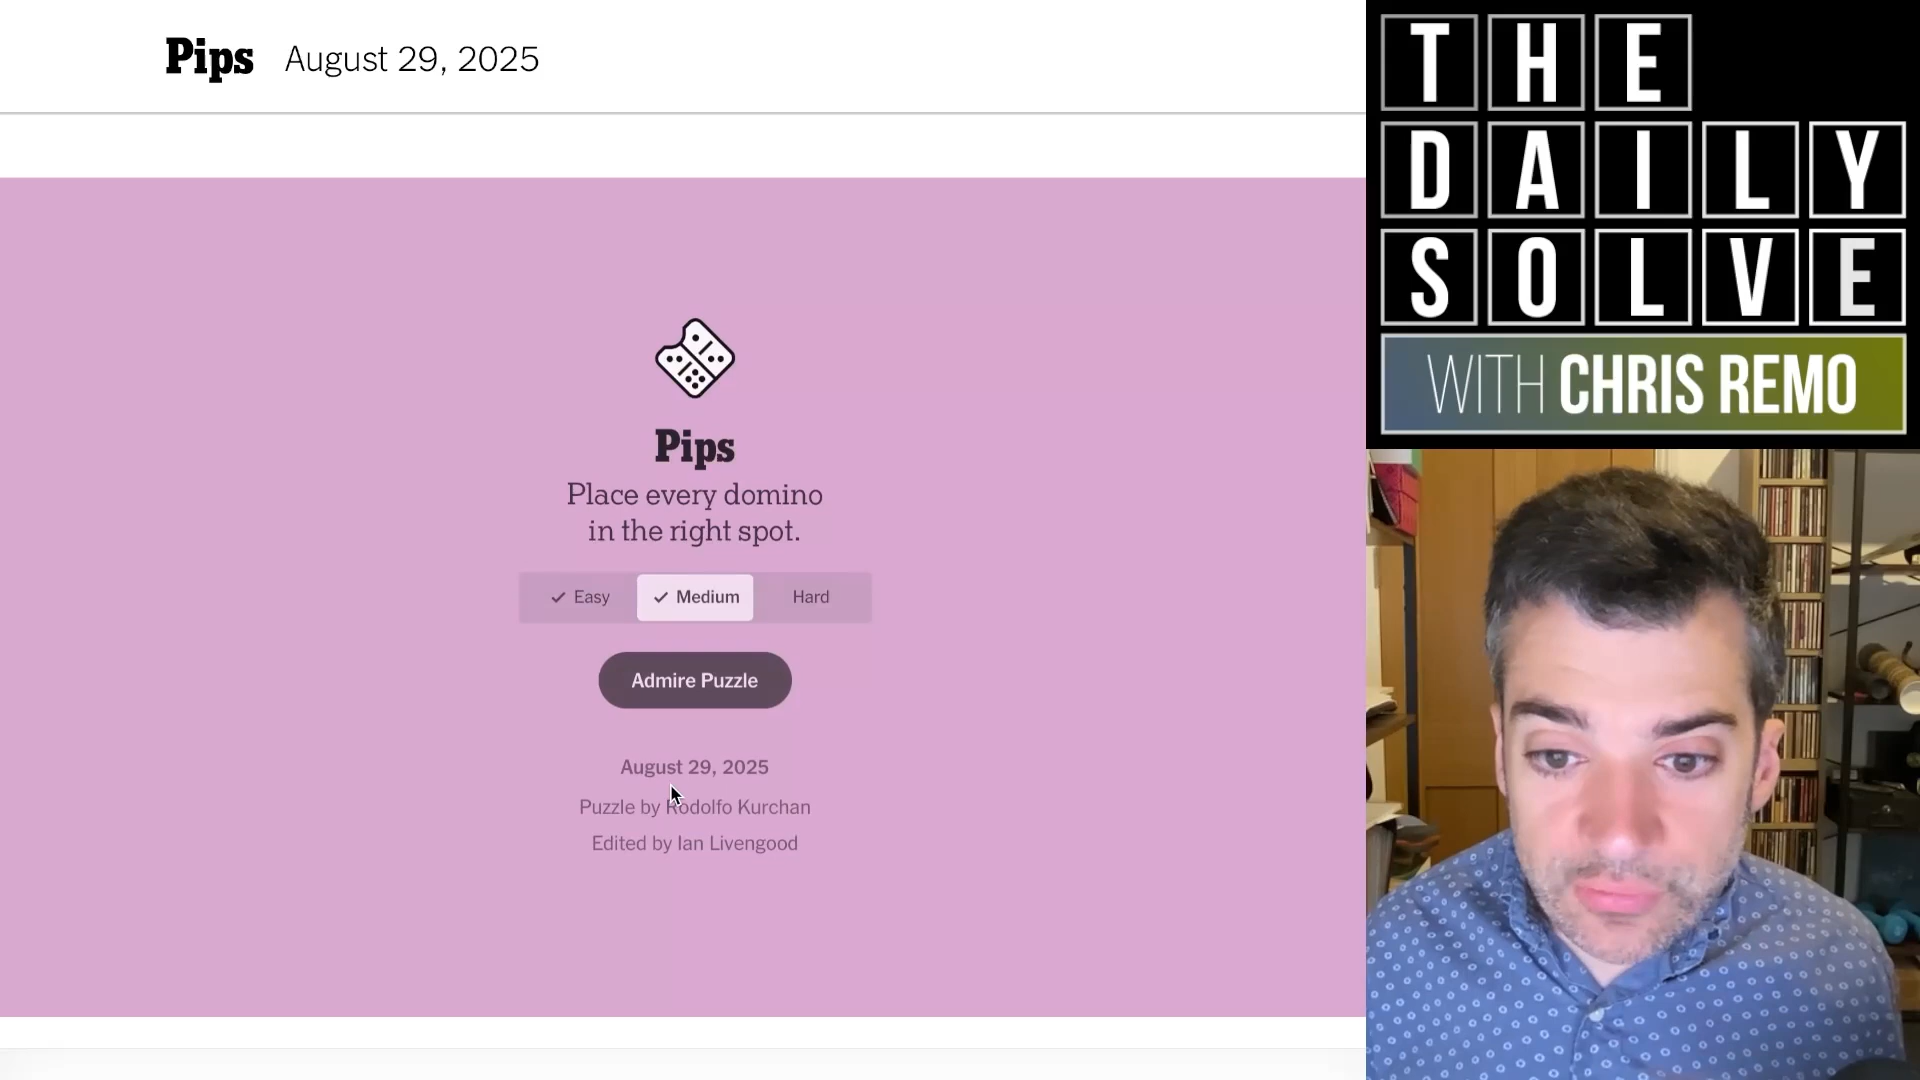 Pips August 29, 2025
Pips
Place every domino
in the right spot.
Easy Medium Hard
Admire Puzzle
August 29, 2025
Puzzle by Rodolfo Kurchan
Edited by Ian Livengood
THE
DAILY
SOLVE
WITH CHRIS REMO